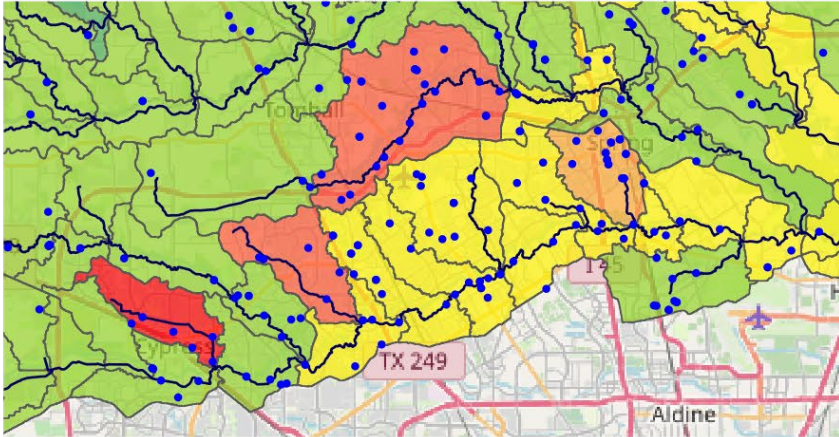 Tomball
Spring
I 45
Cypress
TX 249
Aldine